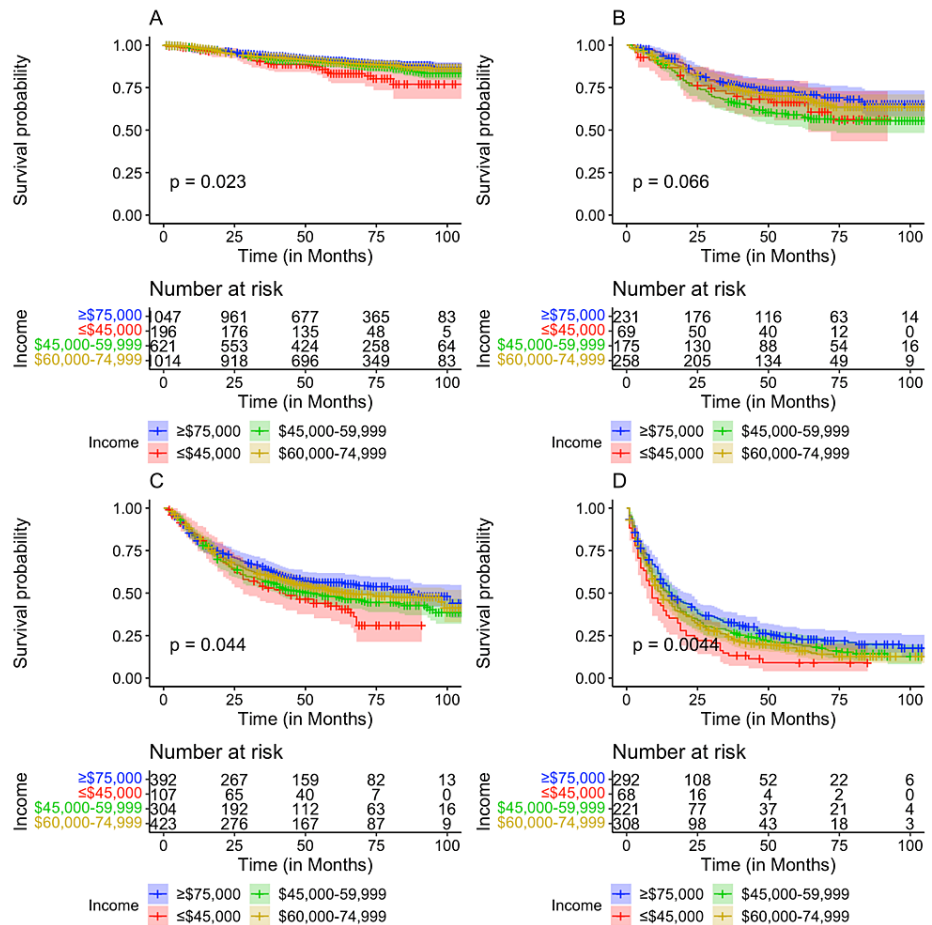 A
Survival probability
1.00
0.75
0.50
0.25
0.00
p = 0.023
0 25 50 75 100
Time (in Months)
Number at risk
Income
≥$75,000 1047 961 677 365 83
≤$45,000 196 176 135 48 5
$45,000-59,999 621 553 424 258 64
$60,000-74,999 1014 918 696 349 83
0 25 50 75 100
Time (in Months)
Income
≥$75,000 $45,000-59,999
≤$45,000 $60,000-74,999
B
Survival probability
1.00
0.75
0.50
0.25
0.00
p = 0.066
0 25 50 75 100
Time (in Months)
Number at risk
Income
≥$75,000 231 176 116 63 14
≤$45,000 69 50 40 12 0
$45,000-59,999 175 130 88 54 16
$60,000-74,999 258 205 134 49 9
0 25 50 75 100
Time (in Months)
Income
≥$75,000 $45,000-59,999
≤$45,000 $60,000-74,999
C
Survival probability
1.00
0.75
0.50
0.25
0.00
p = 0.044
0 25 50 75 100
Time (in Months)
Number at risk
Income
≥$75,000 392 267 159 82 13
≤$45,000 107 65 40 7 0
$45,000-59,999 304 192 112 63 16
$60,000-74,999 423 276 167 87 9
0 25 50 75 100
Time (in Months)
Income
≥$75,000 $45,000-59,999
≤$45,000 $60,000-74,999
D
Survival probability
1.00
0.75
0.50
0.25
0.00
p = 0.0044
0 25 50 75 100
Time (in Months)
Number at risk
Income
≥$75,000 292 108 52 22 6
≤$45,000 68 16 4 2 0
$45,000-59,999 221 77 37 21 4
$60,000-74,999 308 98 43 18 3
0 25 50 75 100
Time (in Months)
Income
≥$75,000 $45,000-59,999
≤$45,000 $60,000-74,999